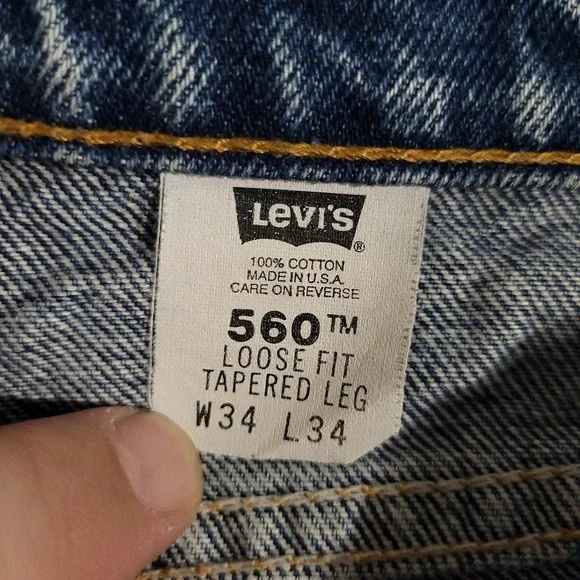 Levi's ®
100% COTTON
MADE IN U.S.A.
CARE ON REVERSE
560™
LOOSE FIT
TAPERED LEG
W34 L34